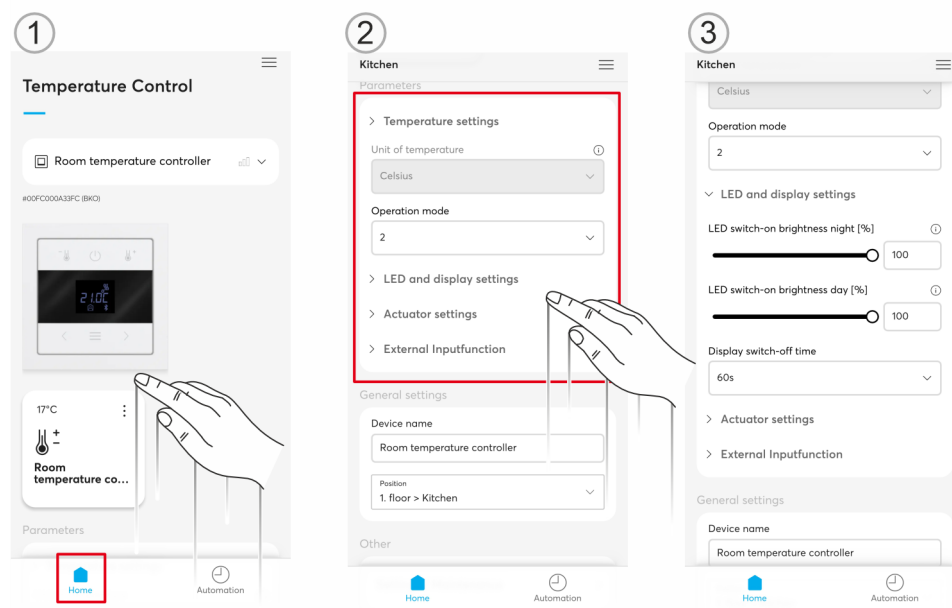 1
Temperature Control
Room temperature controller
#00FC000A33FC (BKO)
21.0°C
17°C
Room
temperature co...
Parameters
Home
Automation
2
Kitchen
Parameters
Temperature settings
Unit of temperature
Celsius
Operation mode
2
LED and display settings
Actuator settings
External Inputfunction
General settings
Device name
Room temperature controller
Position
1. floor > Kitchen
Other
Home
Automation
3
Kitchen
Celsius
Operation mode
2
LED and display settings
LED switch-on brightness night [%]
100
LED switch-on brightness day [%]
100
Display switch-off time
60s
Actuator settings
External Inputfunction
General settings
Device name
Room temperature controller
Home
Automation